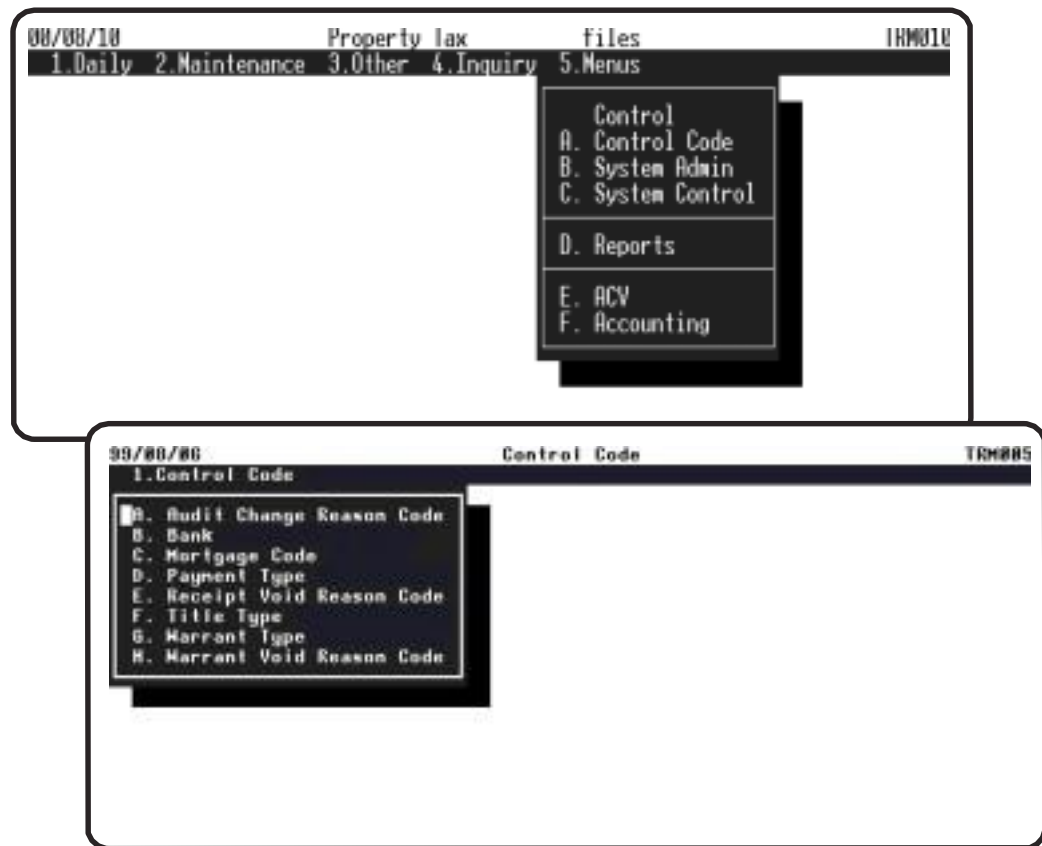 00/08/10 Property Tax files TRM010
1.Daily 2.Maintenance 3.Other 4.Inquiry 5.Menus
Control
A. Control Code
B. System Admin
C. System Control
D. Reports
E. ACV
F. Accounting
99/08/06 Control Code TRM005
1.Control Code
A. Audit Change Reason Code
B. Bank
C. Mortgage Code
D. Payment Type
E. Receipt Void Reason Code
F. Title Type
G. Warrant Type
H. Warrant Void Reason Code